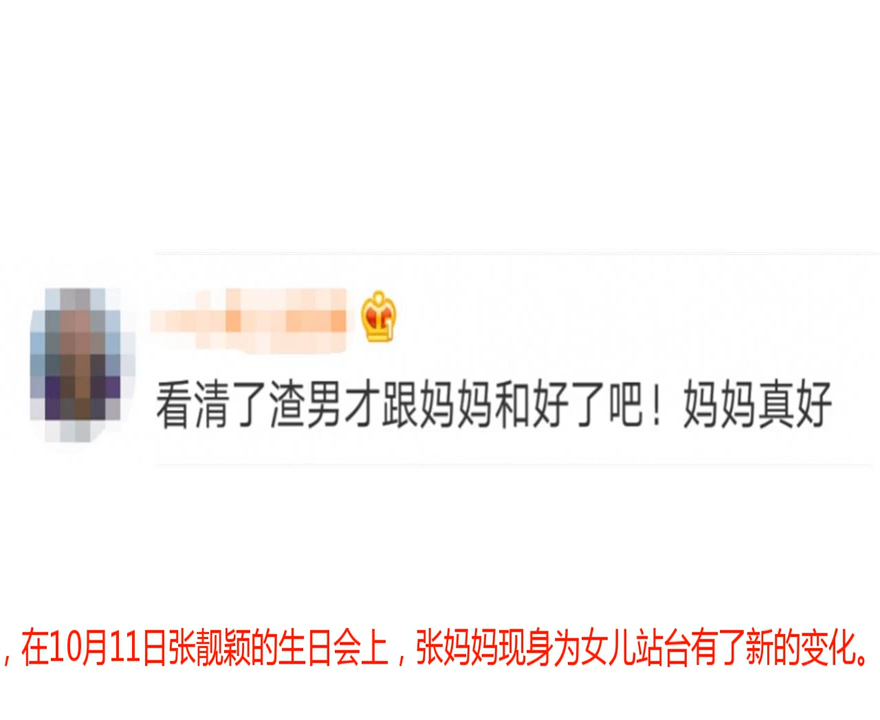 看清了渣男才跟妈妈和好了吧！妈妈真好
，在10月11日张靓颖的生日会上，张妈妈现身为女儿站台有了新的变化。